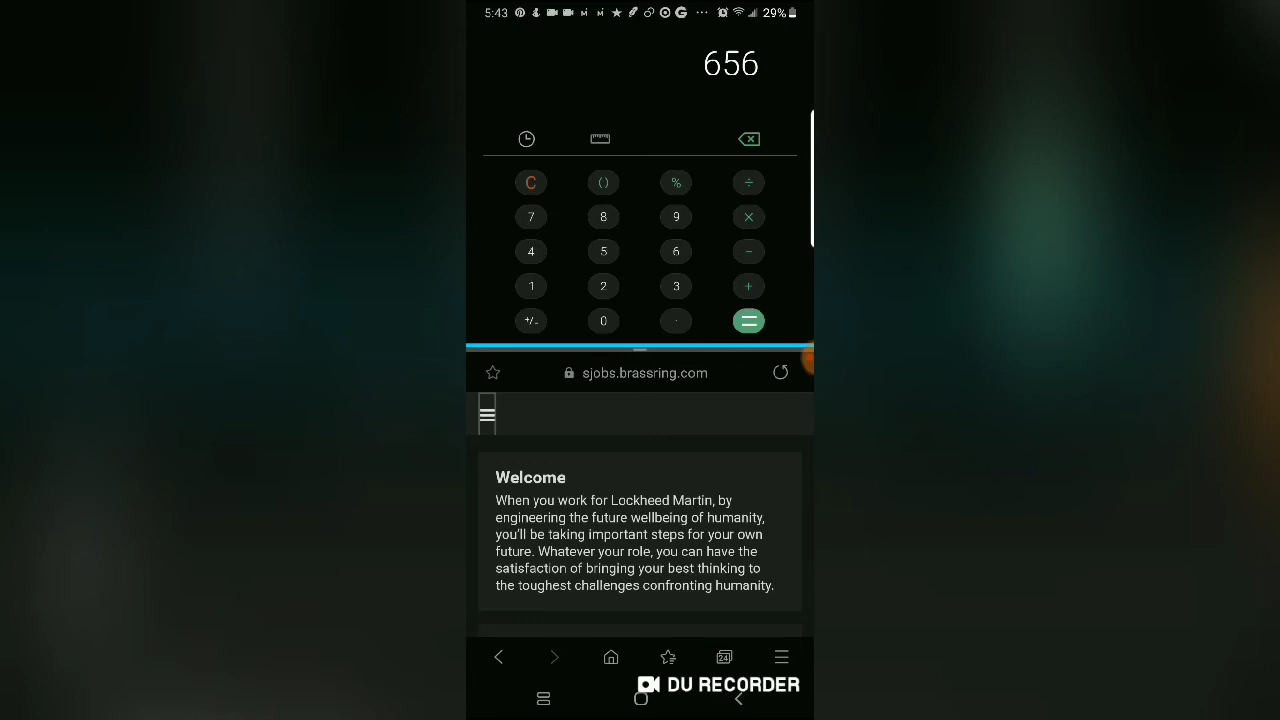 5:43
29%
656
C () % ÷
7 8 9 ×
4 5 6 −
1 2 3 +
+/- 0 . =
sjobs.brassring.com
Welcome
When you work for Lockheed Martin, by
engineering the future wellbeing of humanity,
you'll be taking important steps for your own
future. Whatever your role, you can have the
satisfaction of bringing your best thinking to
the toughest challenges confronting humanity.
24
DU RECORDER